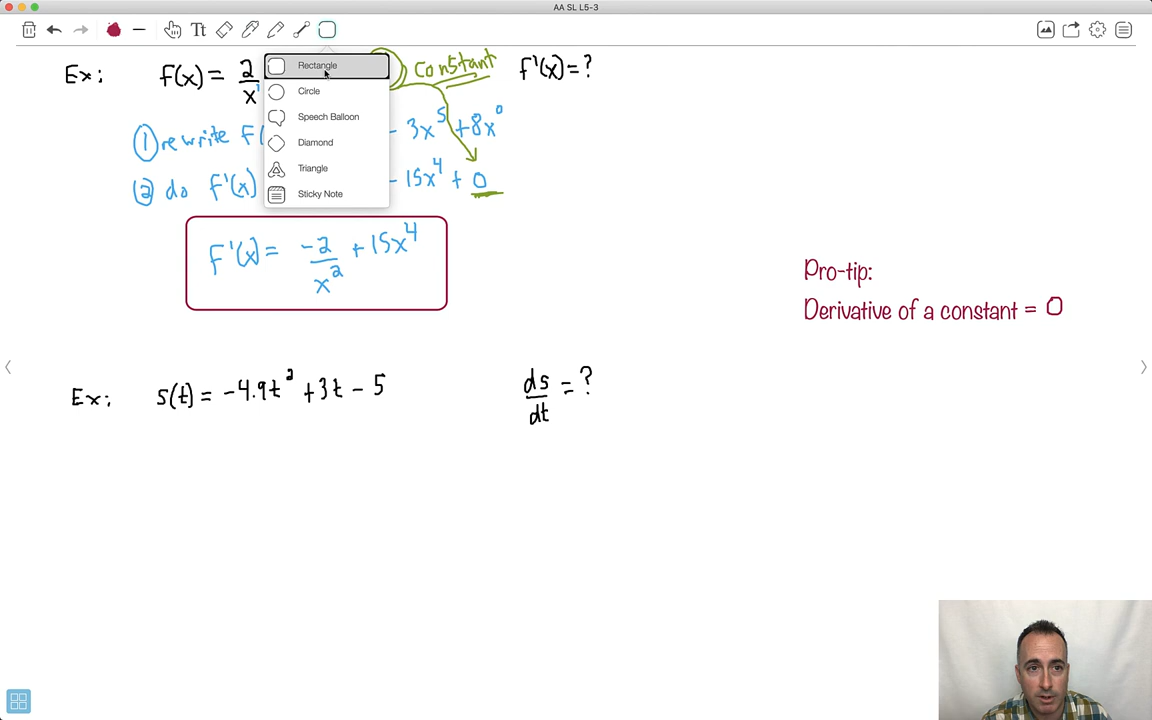 AA SL L5-3
Tt
Ex: f(x) = 2/x¹ Constant f'(x) = ?
Rectangle
Circle
Speech Balloon
Diamond
Triangle
Sticky Note
① rewrite f( - 3x⁵ + 8x⁰
② do f'(x) - 15x⁴ + 0
f'(x) = -2/x² + 15x⁴
Pro-tip:
Derivative of a constant = 0
Ex: s(t) = -4.9t² + 3t - 5 ds/dt = ?